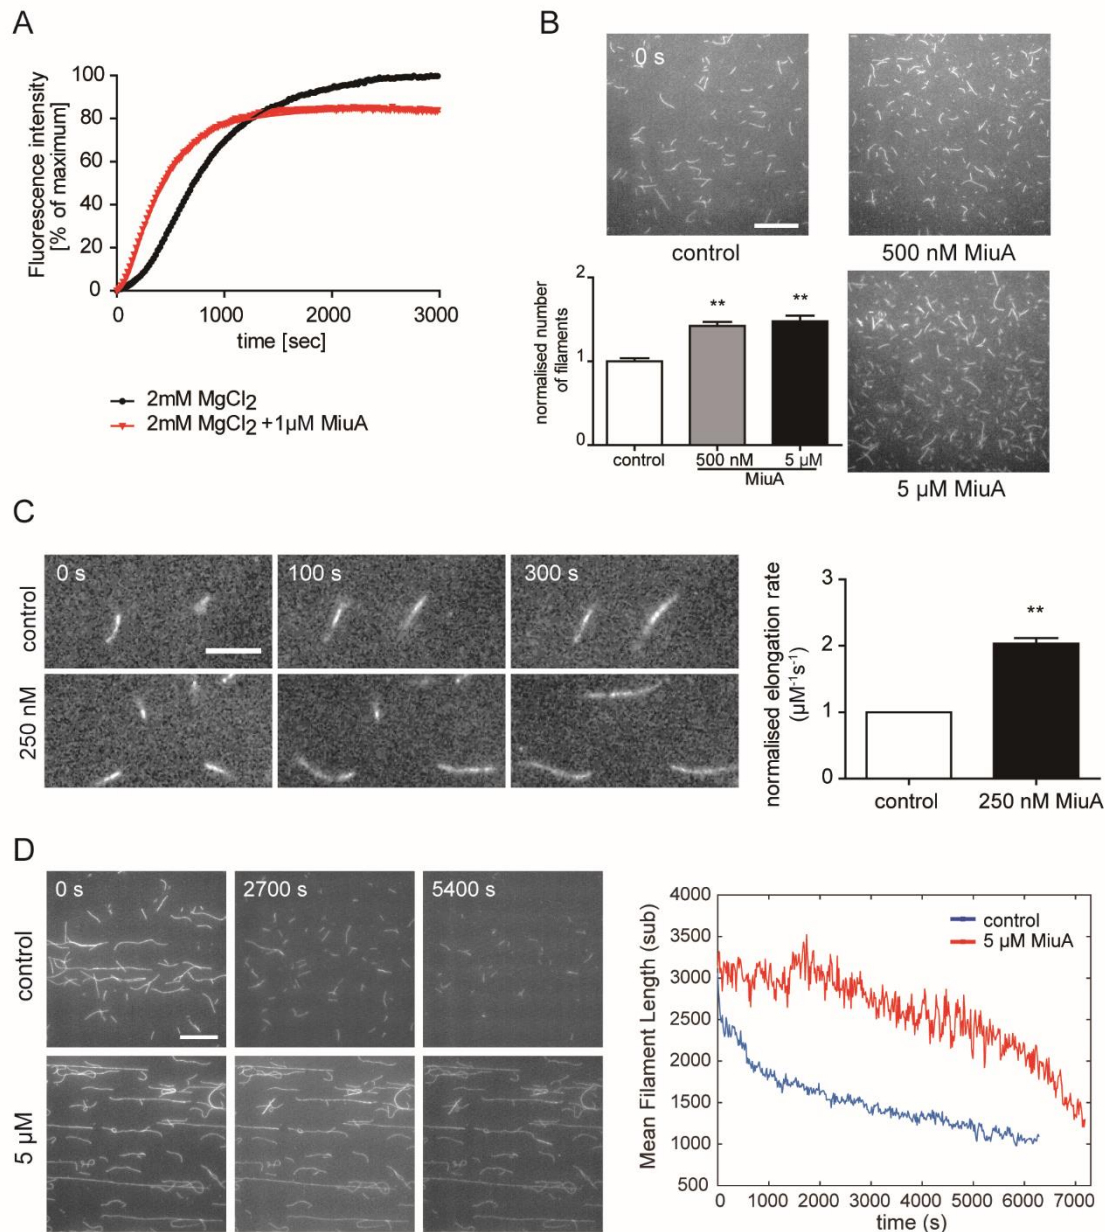 A
Fluorescence intensity
[% of maximum]
100
80
60
40
20
0
0 1000 2000 3000
time [sec]
2mM MgCl2
2mM MgCl2 +1µM MiuA
B
0 s
control
500 nM MiuA
5 µM MiuA
normalised number
of filaments
2
1
0
** **
control 500 nM 5 µM
MiuA
C
control
250 nM
0 s 100 s 300 s
normalised elongation rate
(µM-1s-1)
3
2
1
0
**
control 250 nM MiuA
D
control
5 µM
0 s 2700 s 5400 s
Mean Filament Length (sub)
4000
3500
3000
2500
2000
1500
1000
500
control
5 µM MiuA
0 1000 2000 3000 4000 5000 6000 7000
time (s)